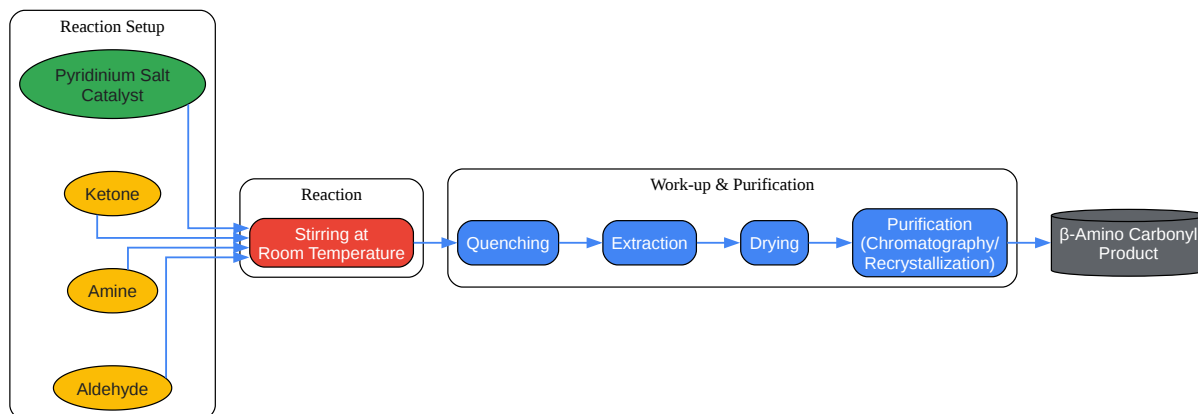 Reaction Setup
Pyridinium Salt
Catalyst
Ketone
Amine
Aldehyde
Reaction
Stirring at
Room Temperature
Work-up & Purification
Quenching
Extraction
Drying
Purification
(Chromatography/
Recrystallization)
β-Amino Carbonyl
Product